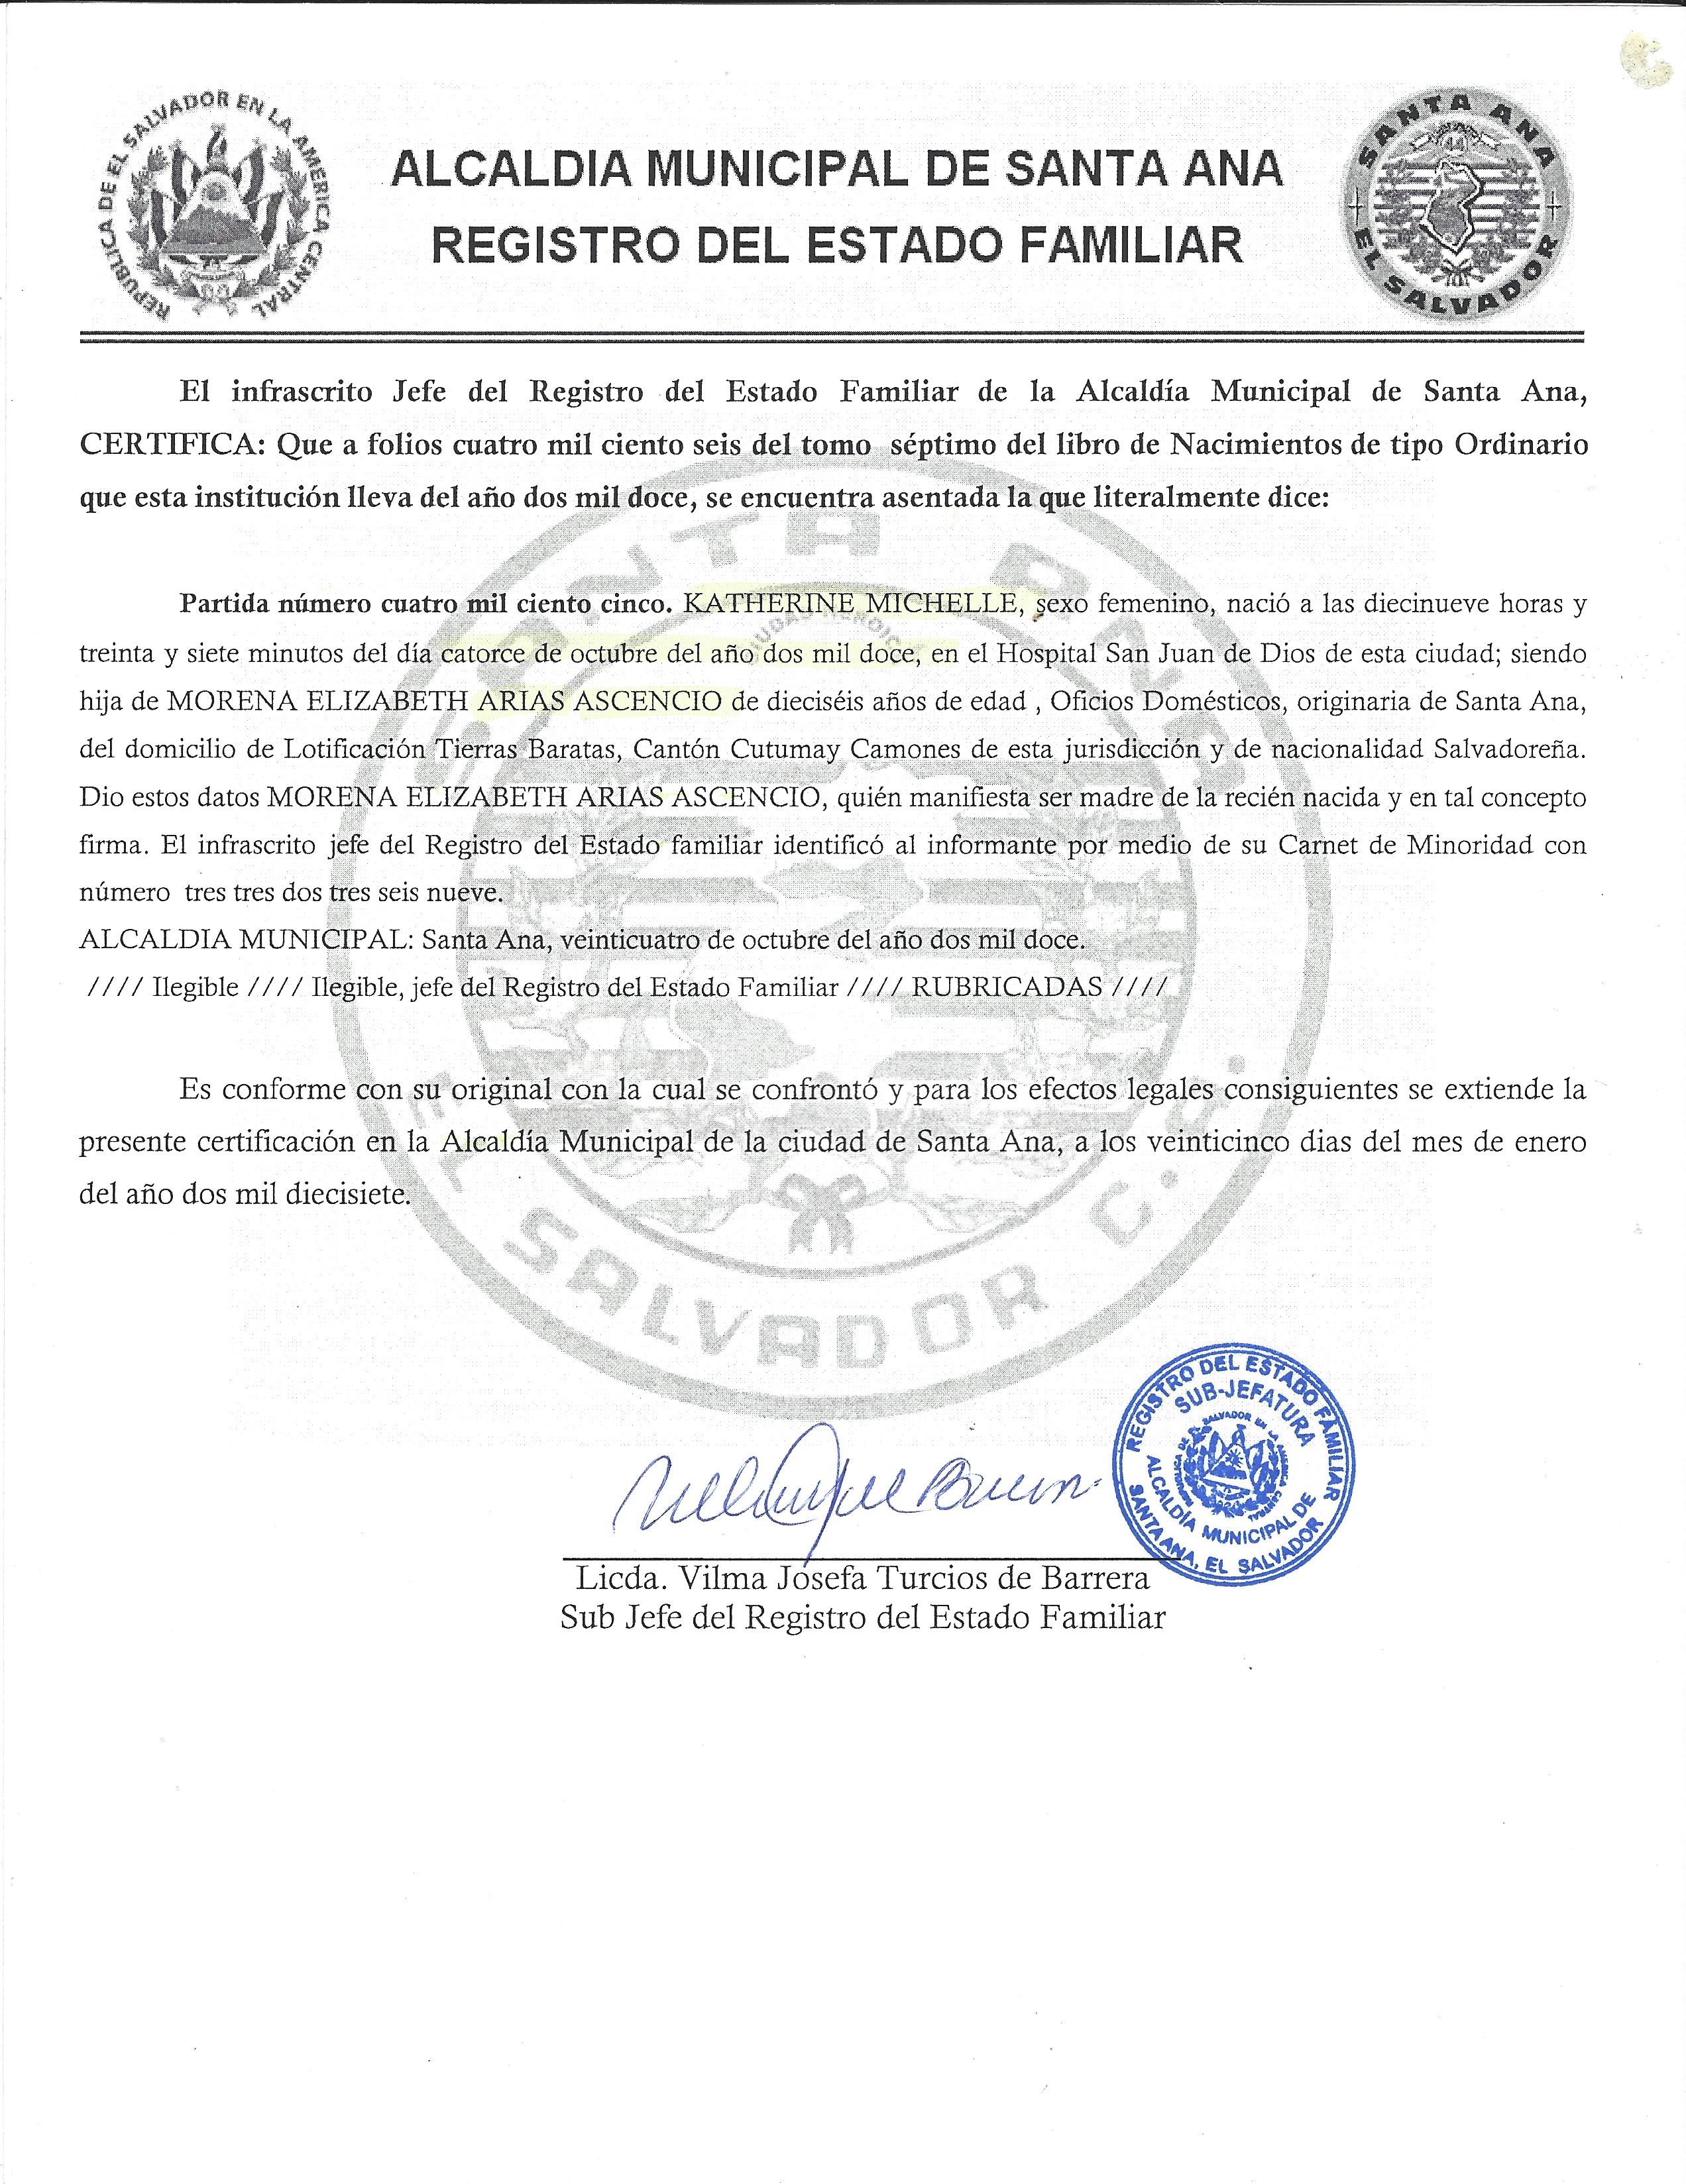 REPUBLICA DE EL SALVADOR EN LA AMERICA CENTRAL
ALCALDIA MUNICIPAL DE SANTA ANA
REGISTRO DEL ESTADO FAMILIAR
SANTA ANA
44
EL SALVADOR
El infrascrito Jefe del Registro del Estado Familiar de la Alcaldía Municipal de Santa Ana,
CERTIFICA: Que a folios cuatro mil ciento seis del tomo séptimo del libro de Nacimientos de tipo Ordinario
que esta institución lleva del año dos mil doce, se encuentra asentada la que literalmente dice:
Partida número cuatro mil ciento cinco. KATHERINE MICHELLE, sexo femenino, nació a las diecinueve horas y
treinta y siete minutos del día catorce de octubre del año dos mil doce, en el Hospital San Juan de Dios de esta ciudad; siendo
hija de MORENA ELIZABETH ARIAS ASCENCIO de dieciséis años de edad , Oficios Domésticos, originaria de Santa Ana,
del domicilio de Lotificación Tierras Baratas, Cantón Cutumay Camones de esta jurisdicción y de nacionalidad Salvadoreña.
Dio estos datos MORENA ELIZABETH ARIAS ASCENCIO, quién manifiesta ser madre de la recién nacida y en tal concepto
firma. El infrascrito jefe del Registro del Estado familiar identificó al informante por medio de su Carnet de Minoridad con
número tres tres dos tres seis nueve.
ALCALDIA MUNICIPAL: Santa Ana, veinticuatro de octubre del año dos mil doce.
//// Ilegible //// Ilegible, jefe del Registro del Estado Familiar //// RUBRICADAS ////
Es conforme con su original con la cual se confrontó y para los efectos legales consiguientes se extiende la
presente certificación en la Alcaldía Municipal de la ciudad de Santa Ana, a los veinticinco dias del mes de enero
del año dos mil diecisiete.
SANTA ANA
SALVADOR C.
REGISTRO DEL ESTADO FAMILIAR
SUB-JEFATURA
ALCALDÍA MUNICIPAL DE
SANTA ANA, EL SALVADOR
Licda. Vilma Josefa Turcios de Barrera
Sub Jefe del Registro del Estado Familiar